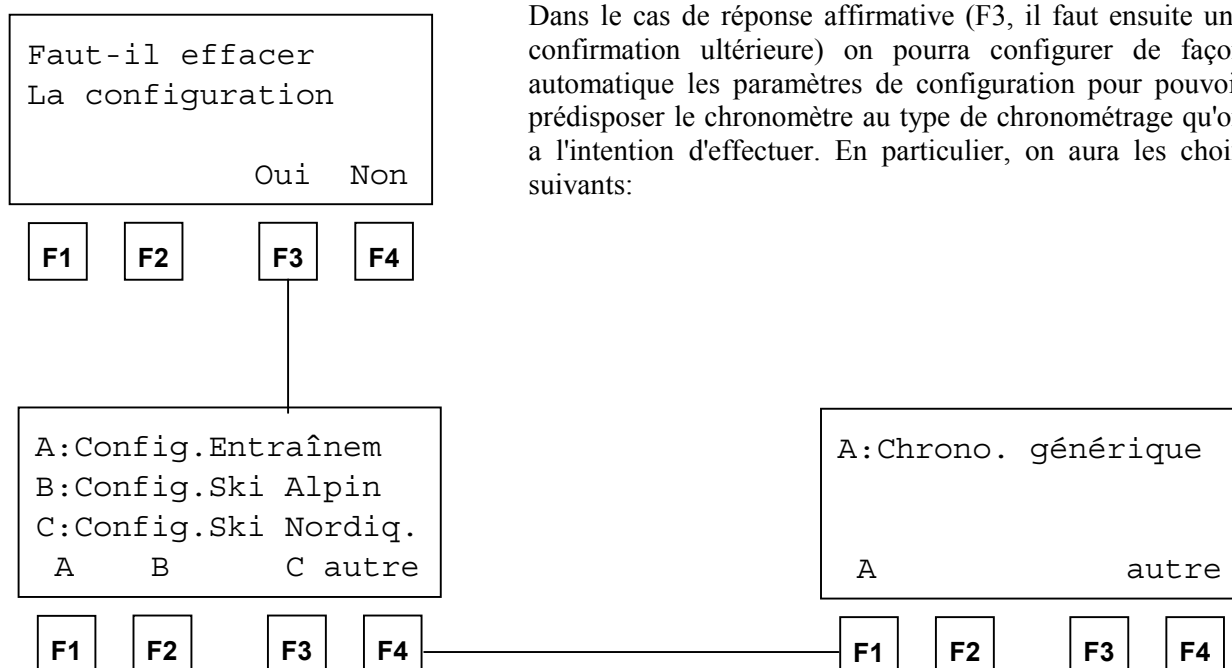 Dans le cas de réponse affirmative (F3, il faut ensuite un
confirmation ultérieure) on pourra configurer de faço
automatique les paramètres de configuration pour pouvoi
prédisposer le chronomètre au type de chronométrage qu'o
a l'intention d'effectuer. En particulier, on aura les choi
suivants:
Faut-il effacer
La configuration
Oui Non
F1 F2 F3 F4
A:Config.Entraînem
B:Config.Ski Alpin
C:Config.Ski Nordiq.
A B C autre
F1 F2 F3 F4
A:Chrono. générique
A autre
F1 F2 F3 F4